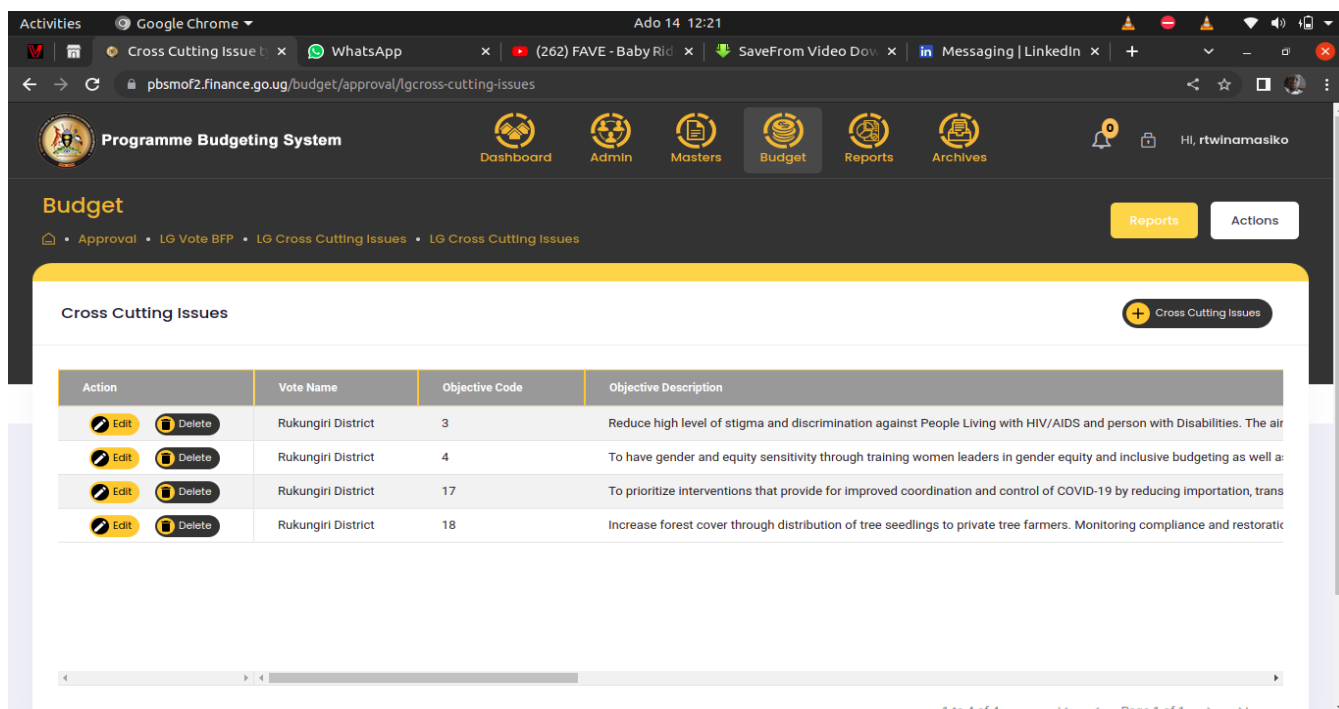 Activities Google Chrome Ado 14 12:21
Cross Cutting Issue t WhatsApp (262) FAVE - Baby Rid SaveFrom Video Dow Messaging | LinkedIn
pbsmof2.finance.go.ug/budget/approval/lgcross-cutting-issues
Programme Budgeting System Dashboard Admin Masters Budget Reports Archives 0 Hi, rtwinamasiko
Budget
Reports Actions
Approval • LG Vote BFP • LG Cross Cutting Issues • LG Cross Cutting Issues
Cross Cutting Issues Cross Cutting Issues
Action Vote Name Objective Code Objective Description
Edit Delete Rukungiri District 3 Reduce high level of stigma and discrimination against People Living with HIV/AIDS and person with Disabilities. The
Edit Delete Rukungiri District 4 To have gender and equity sensitivity through training women leaders in gender equity and inclusive budgeting as well
Edit Delete Rukungiri District 17 To prioritize interventions that provide for improved coordination and control of COVID-19 by reducing importation, trans
Edit Delete Rukungiri District 18 Increase forest cover through distribution of tree seedlings to private tree farmers. Monitoring compliance and